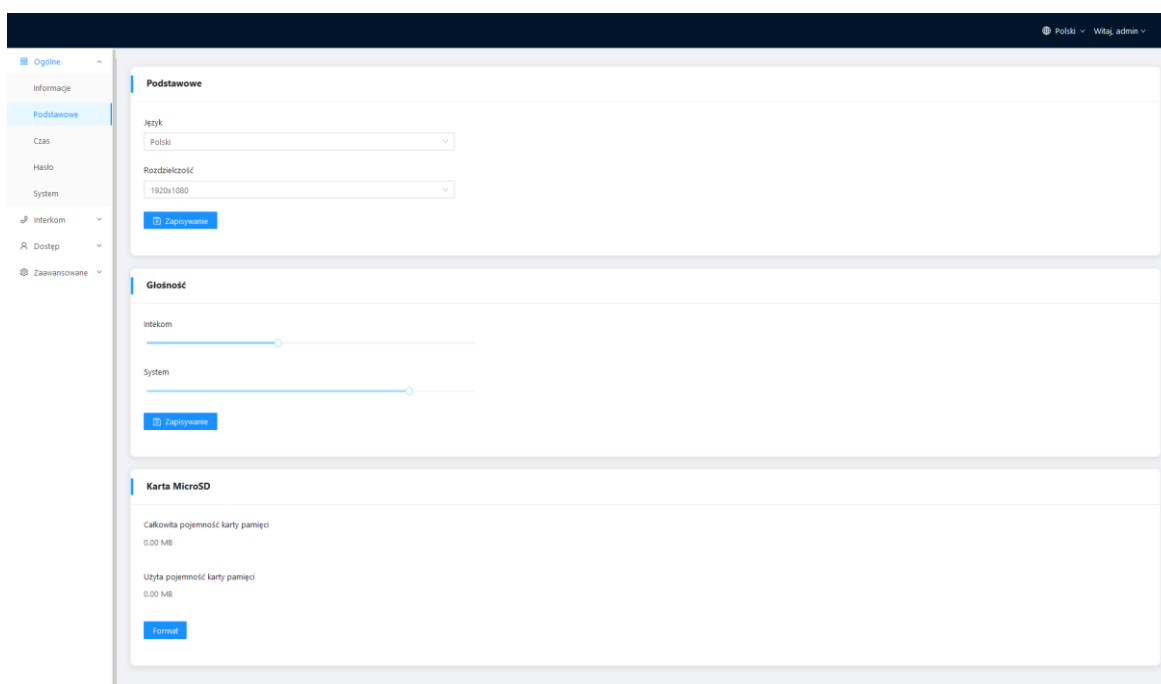 Polski
Witaj, admin
Ogólne
Informacje
Podstawowe
Czas
Hasło
System
Interkom
Dostęp
Zaawansowane
Podstawowe
Język
Polski
Rozdzielczość
1920x1080
Zapisywanie
Głośność
Intekom
System
Zapisywanie
Karta MicroSD
Całkowita pojemność karty pamięci
0.00 MB
Użyta pojemność karty pamięci
0.00 MB
Format